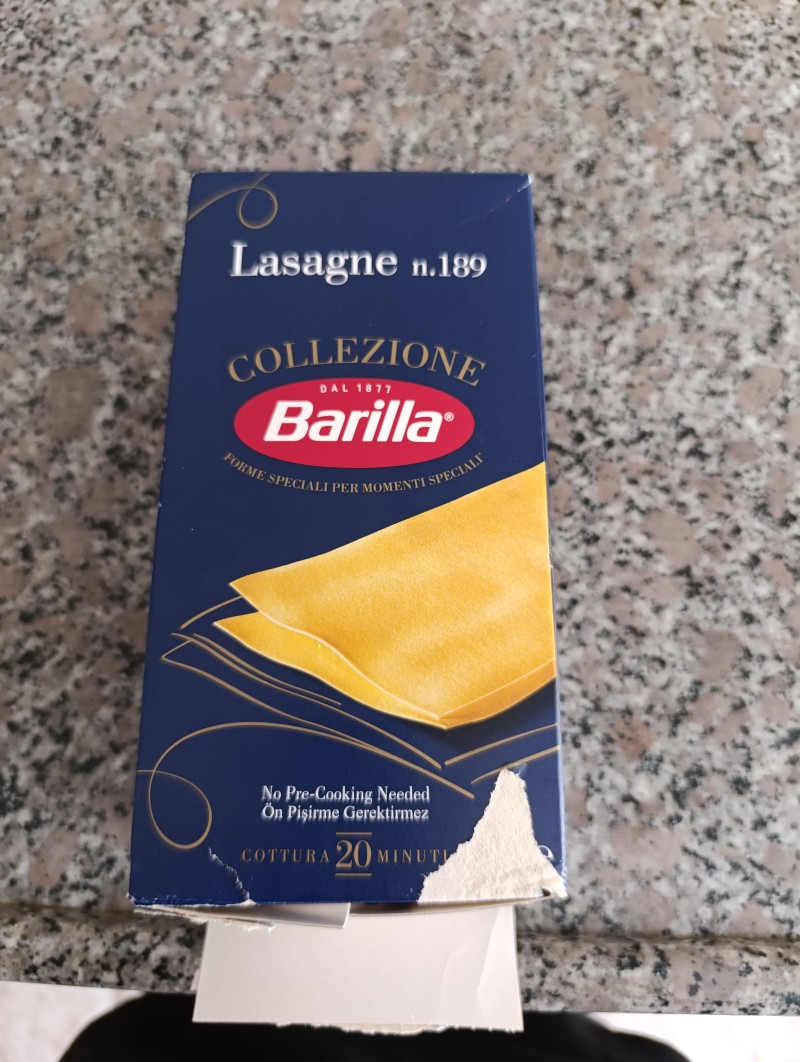 Lasagne n.189
COLLEZIONE
DAL 1877
Barilla®
FORME SPECIALI PER MOMENTI SPECIALI
No Pre-Cooking Needed
Ön Pişirme Gerektirmez
COTTURA 20 MINUTI